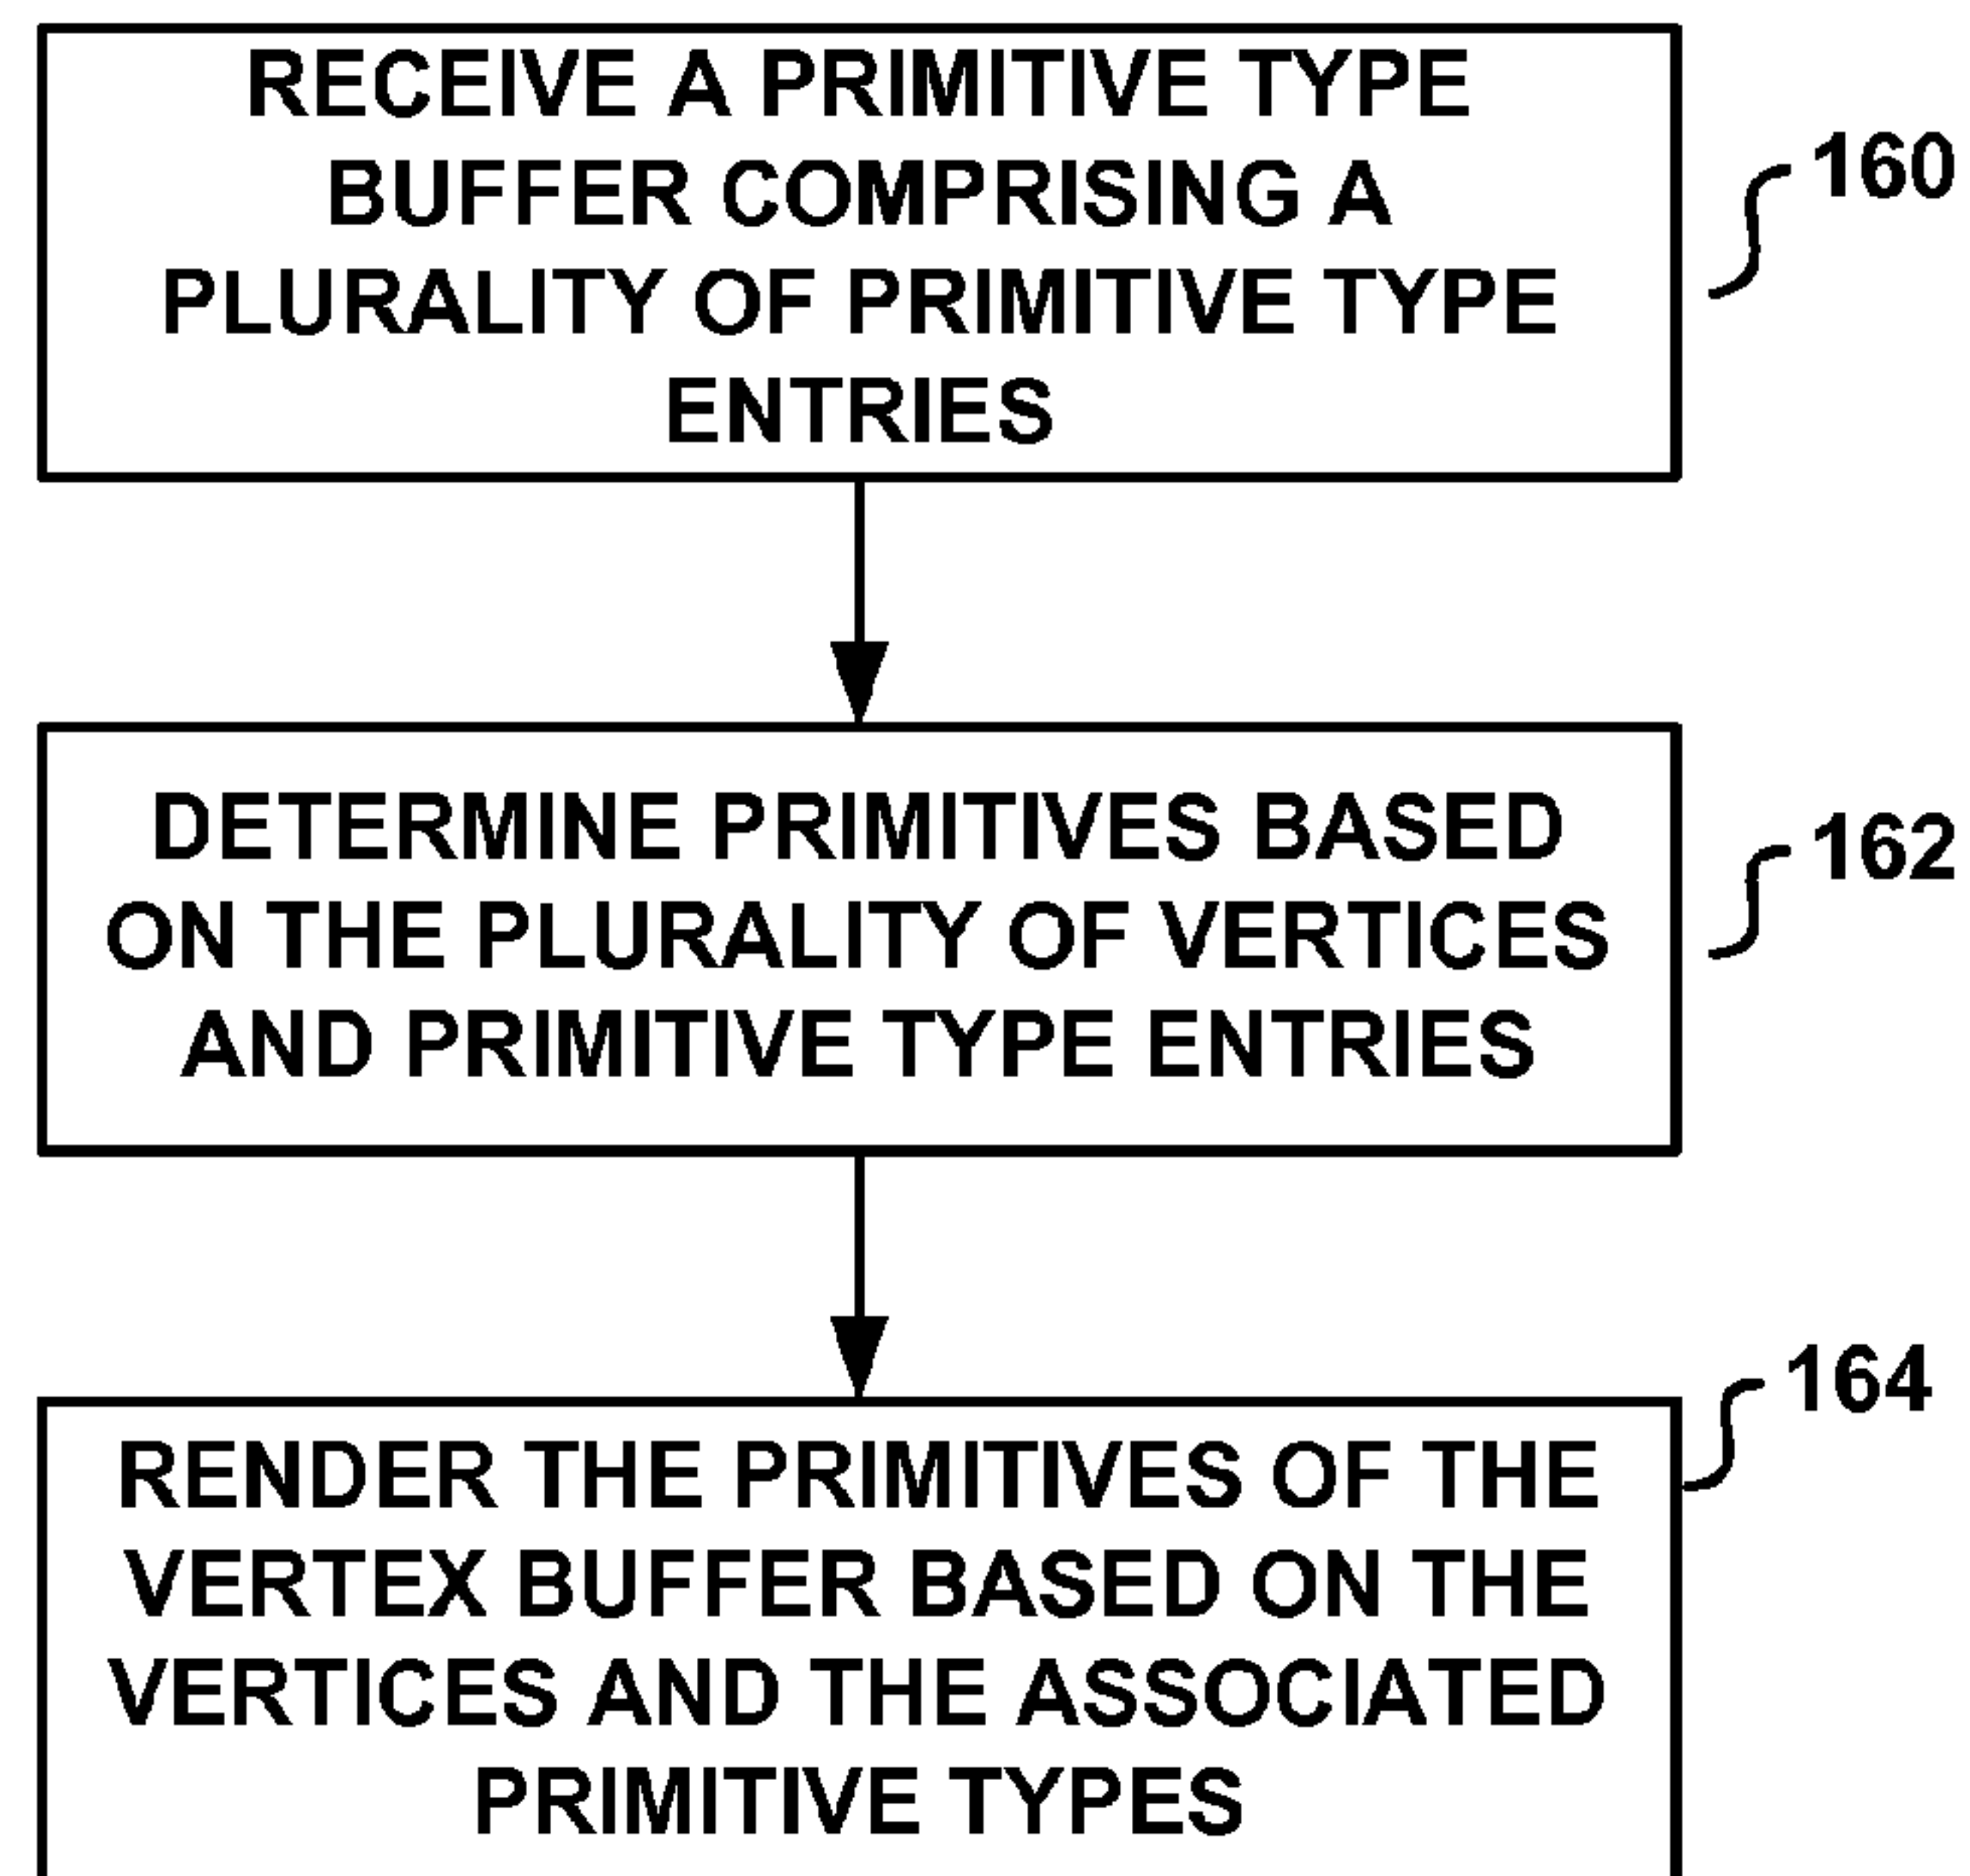 RECEIVE A PRIMITIVE TYPE
BUFFER COMPRISING A
PLURALITY OF PRIMITIVE TYPE
ENTRIES
160
DETERMINE PRIMITIVES BASED
ON THE PLURALITY OF VERTICES
AND PRIMITIVE TYPE ENTRIES
162
RENDER THE PRIMITIVES OF THE
VERTEX BUFFER BASED ON THE
VERTICES AND THE ASSOCIATED
PRIMITIVE TYPES
164